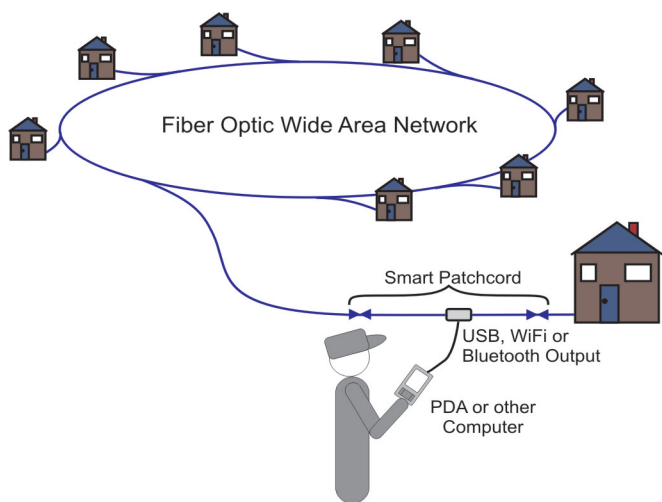 Fiber Optic Wide Area Network
Smart Patchcord
USB, WiFi or
Bluetooth Output
PDA or other
Computer